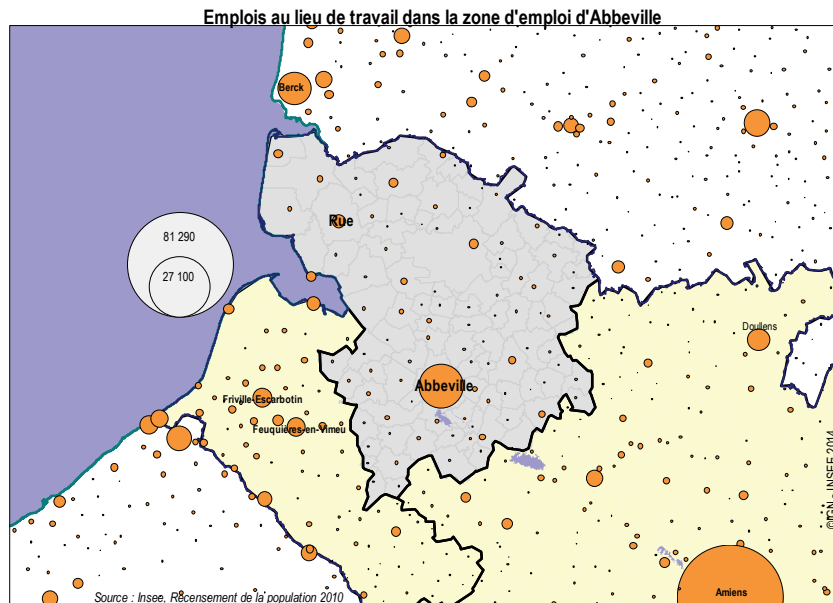 Emplois au lieu de travail dans la zone d'emploi d'Abbeville
Berck
Rue
81 290
27 100
Doullens
Abbeville
Friville-Escarbotin
Feuquières-en-Vimeu
©IGN - INSEE 2014
Amiens
Source : Insee, Recensement de la population 2010